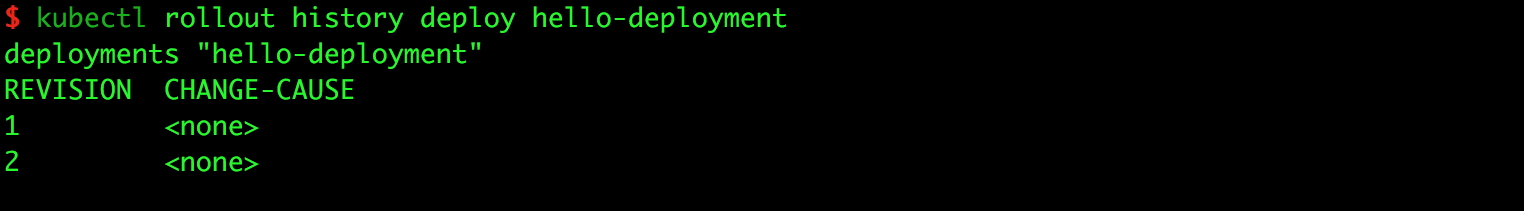 $ kubectl rollout history deploy hello-deployment
deployments "hello-deployment"
REVISION  CHANGE-CAUSE
1         <none>
2         <none>